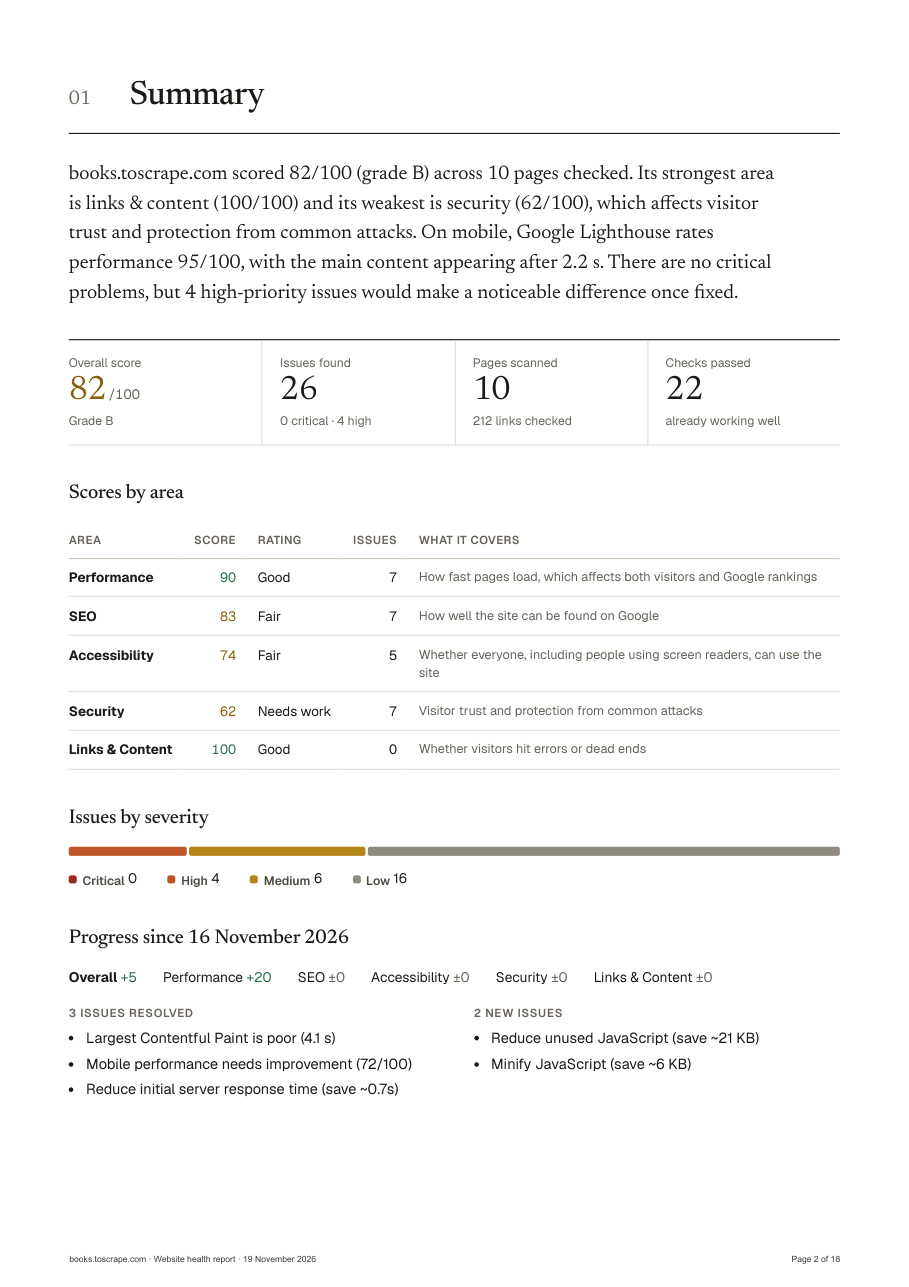 01 Summary
books.toscrape.com scored 82/100 (grade B) across 10 pages checked. Its strongest area
is links & content (100/100) and its weakest is security (62/100), which affects visitor
trust and protection from common attacks. On mobile, Google Lighthouse rates
performance 95/100, with the main content appearing after 2.2 s. There are no critical
problems, but 4 high-priority issues would make a noticeable difference once fixed.
Overall score
82 /100
Grade B
Issues found
26
0 critical · 4 high
Pages scanned
10
212 links checked
Checks passed
22
already working well
Scores by area
AREA SCORE RATING ISSUES WHAT IT COVERS
Performance 90 Good 7 How fast pages load, which affects both visitors and Google rankings
SEO 83 Fair 7 How well the site can be found on Google
Accessibility 74 Fair 5 Whether everyone, including people using screen readers, can use the
site
Security 62 Needs work 7 Visitor trust and protection from common attacks
Links & Content 100 Good 0 Whether visitors hit errors or dead ends
Issues by severity
Critical 0 High 4 Medium 6 Low 16
Progress since 16 November 2026
Overall +5 Performance +20 SEO ±0 Accessibility ±0 Security ±0 Links & Content ±0
3 ISSUES RESOLVED
• Largest Contentful Paint is poor (4.1 s)
• Mobile performance needs improvement (72/100)
• Reduce initial server response time (save ~0.7s)
2 NEW ISSUES
• Reduce unused JavaScript (save ~21 KB)
• Minify JavaScript (save ~6 KB)
books.toscrape.com · Website health report · 19 November 2026 Page 2 of 18